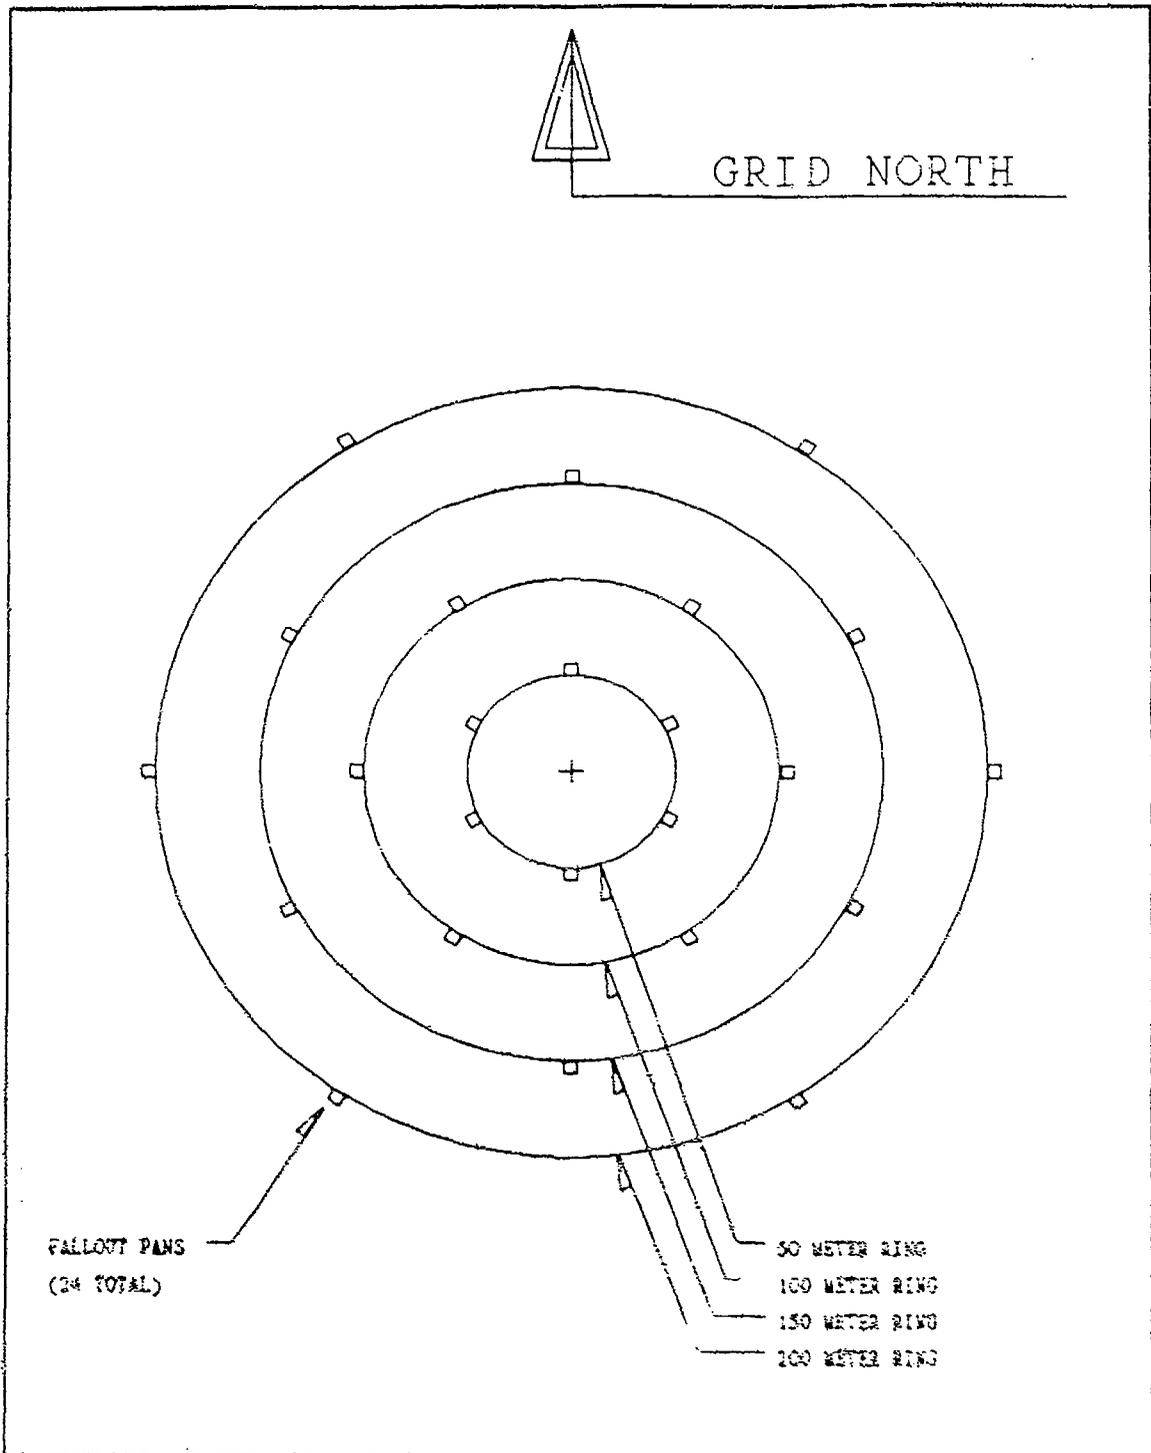 GRID NORTH
FALLOUT PANS
(24 TOTAL)
50 METER RING
100 METER RING
150 METER RING
200 METER RING